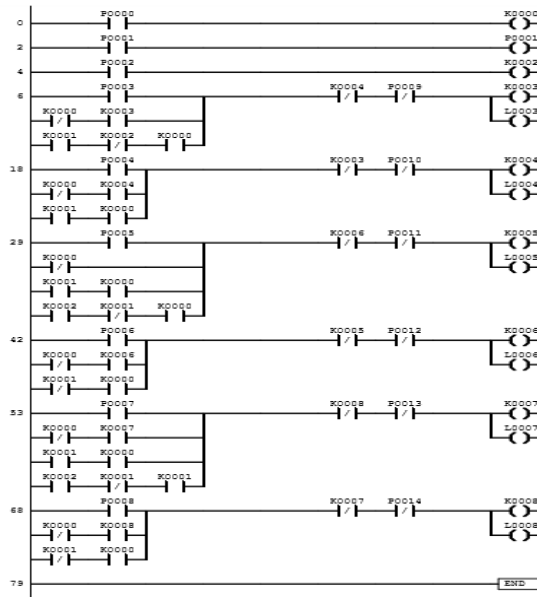 P0000 K0000
0
P0001 P0001
2
P0002 K0002
4
P0003 K0004 P0009 K0003
6
K0000 K0003 L0003
K0001 K0002 K0000
P0004 K0003 P0010 K0004
18
K0000 K0004 L0004
K0001 K0000
P0005 K0006 P0011 K0005
29
K0000 L0005
K0001 K0000
K0002 K0001 K0000
P0006 K0005 P0012 K0006
42
K0000 K0006 L0006
K0001 K0000
P0007 K0008 P0013 K0007
53
K0000 K0007 L0007
K0001 K0000
K0002 K0001 K0001
P0008 K0007 P0014 K0008
68
K0000 K0008 L0008
K0001 K0000
79 END